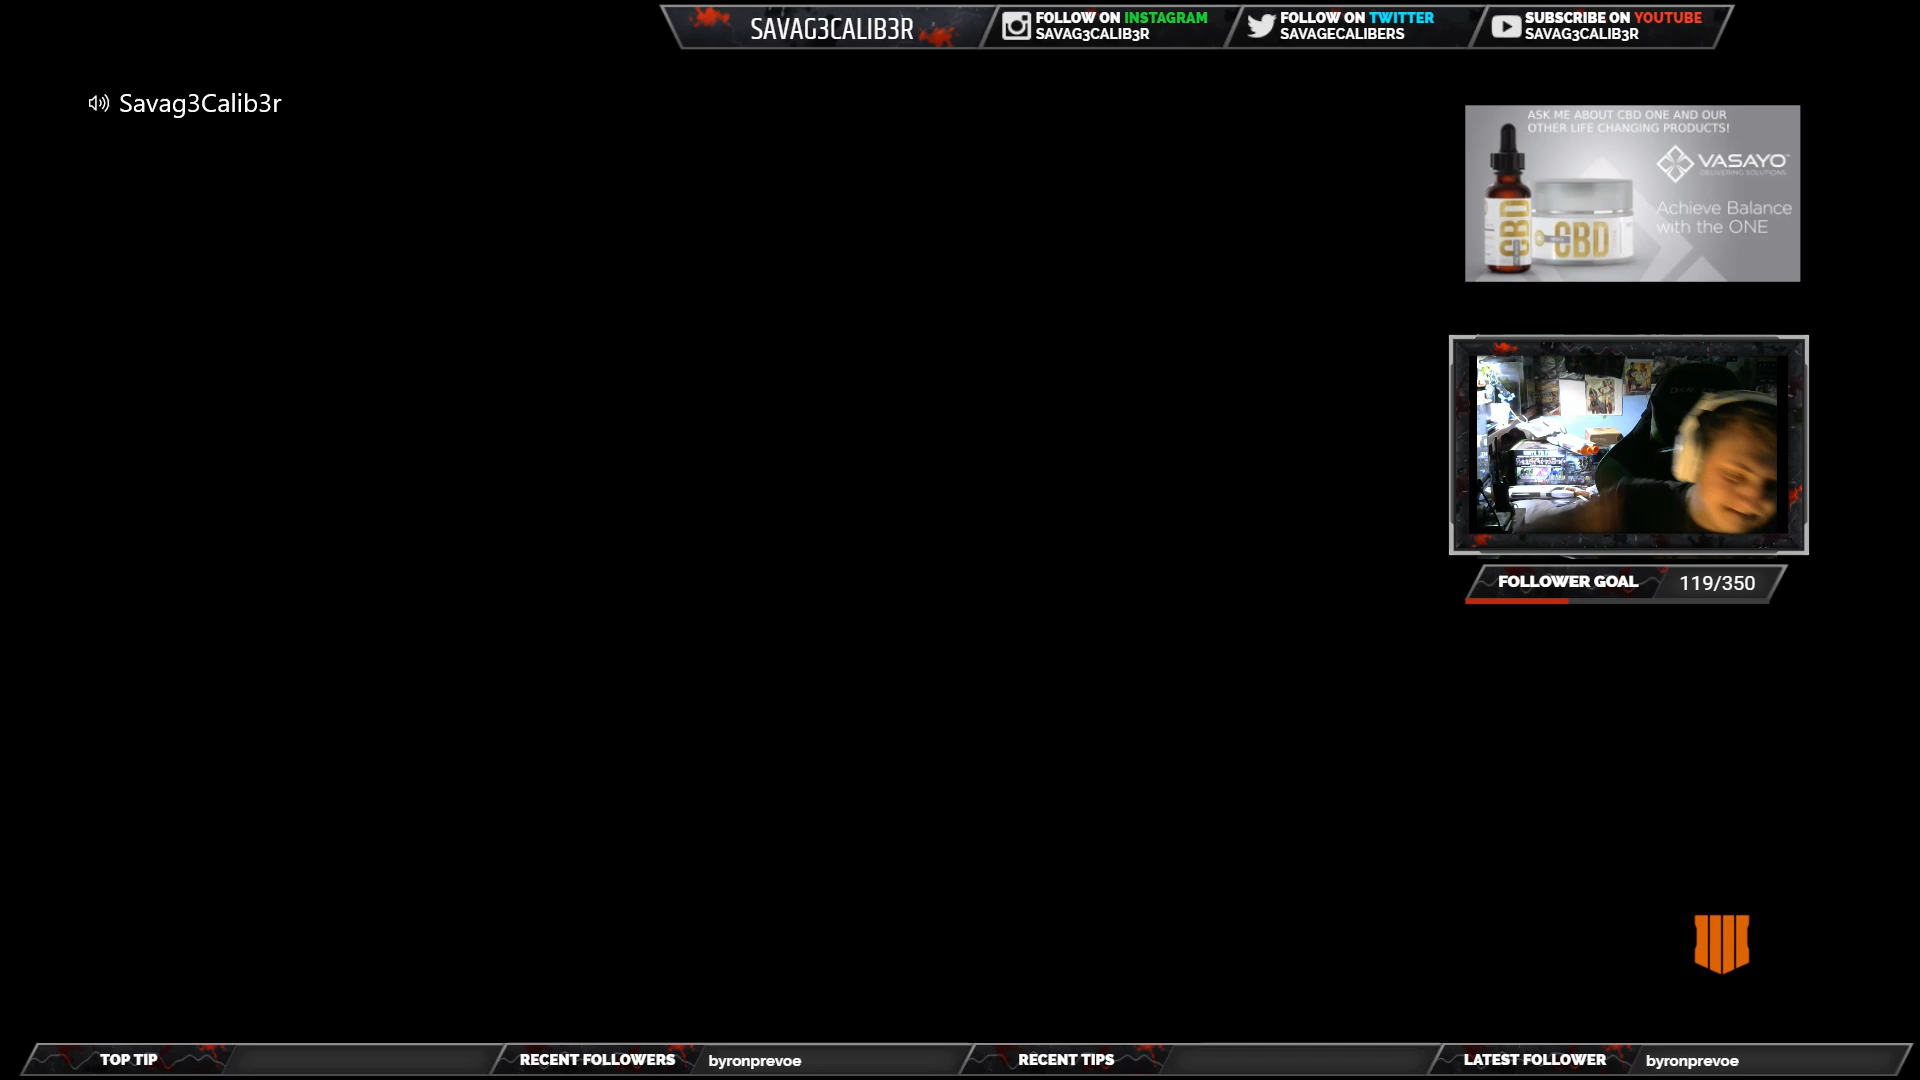 SAVAG3CALIB3R
FOLLOW ON INSTAGRAM
SAVAG3CALIB3R
FOLLOW ON TWITTER
SAVAGECALIBERS
SUBSCRIBE ON YOUTUBE
SAVAG3CALIB3R
Savag3Calib3r
ASK ME ABOUT CBD ONE AND OUR
OTHER LIFE CHANGING PRODUCTS!
VASAYO
DELIVERING SOLUTIONS
Achieve Balance
with the ONE
CBD
CBD
FOLLOWER GOAL
119/350
TOP TIP
RECENT FOLLOWERS
byronprevoe
RECENT TIPS
LATEST FOLLOWER
byronprevoe